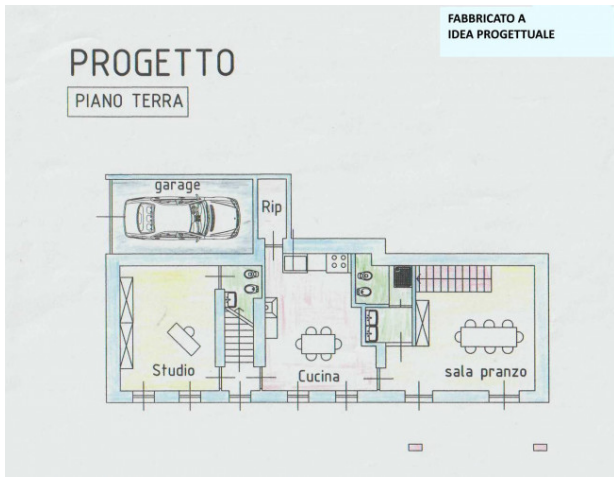 FABBRICATO A
IDEA PROGETTUALE
PROGETTO
PIANO TERRA
garage
Rip
Studio
Cucina
sala pranzo